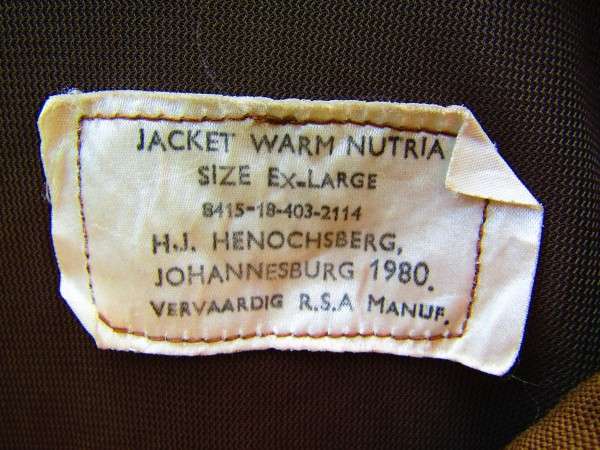 JACKET WARM NUTRIA
SIZE EX-LARGE
8415-18-403-2114
H.J. HENOCHSBERG,
JOHANNESBURG 1980.
VERVAARDIG R.S.A MANUF.